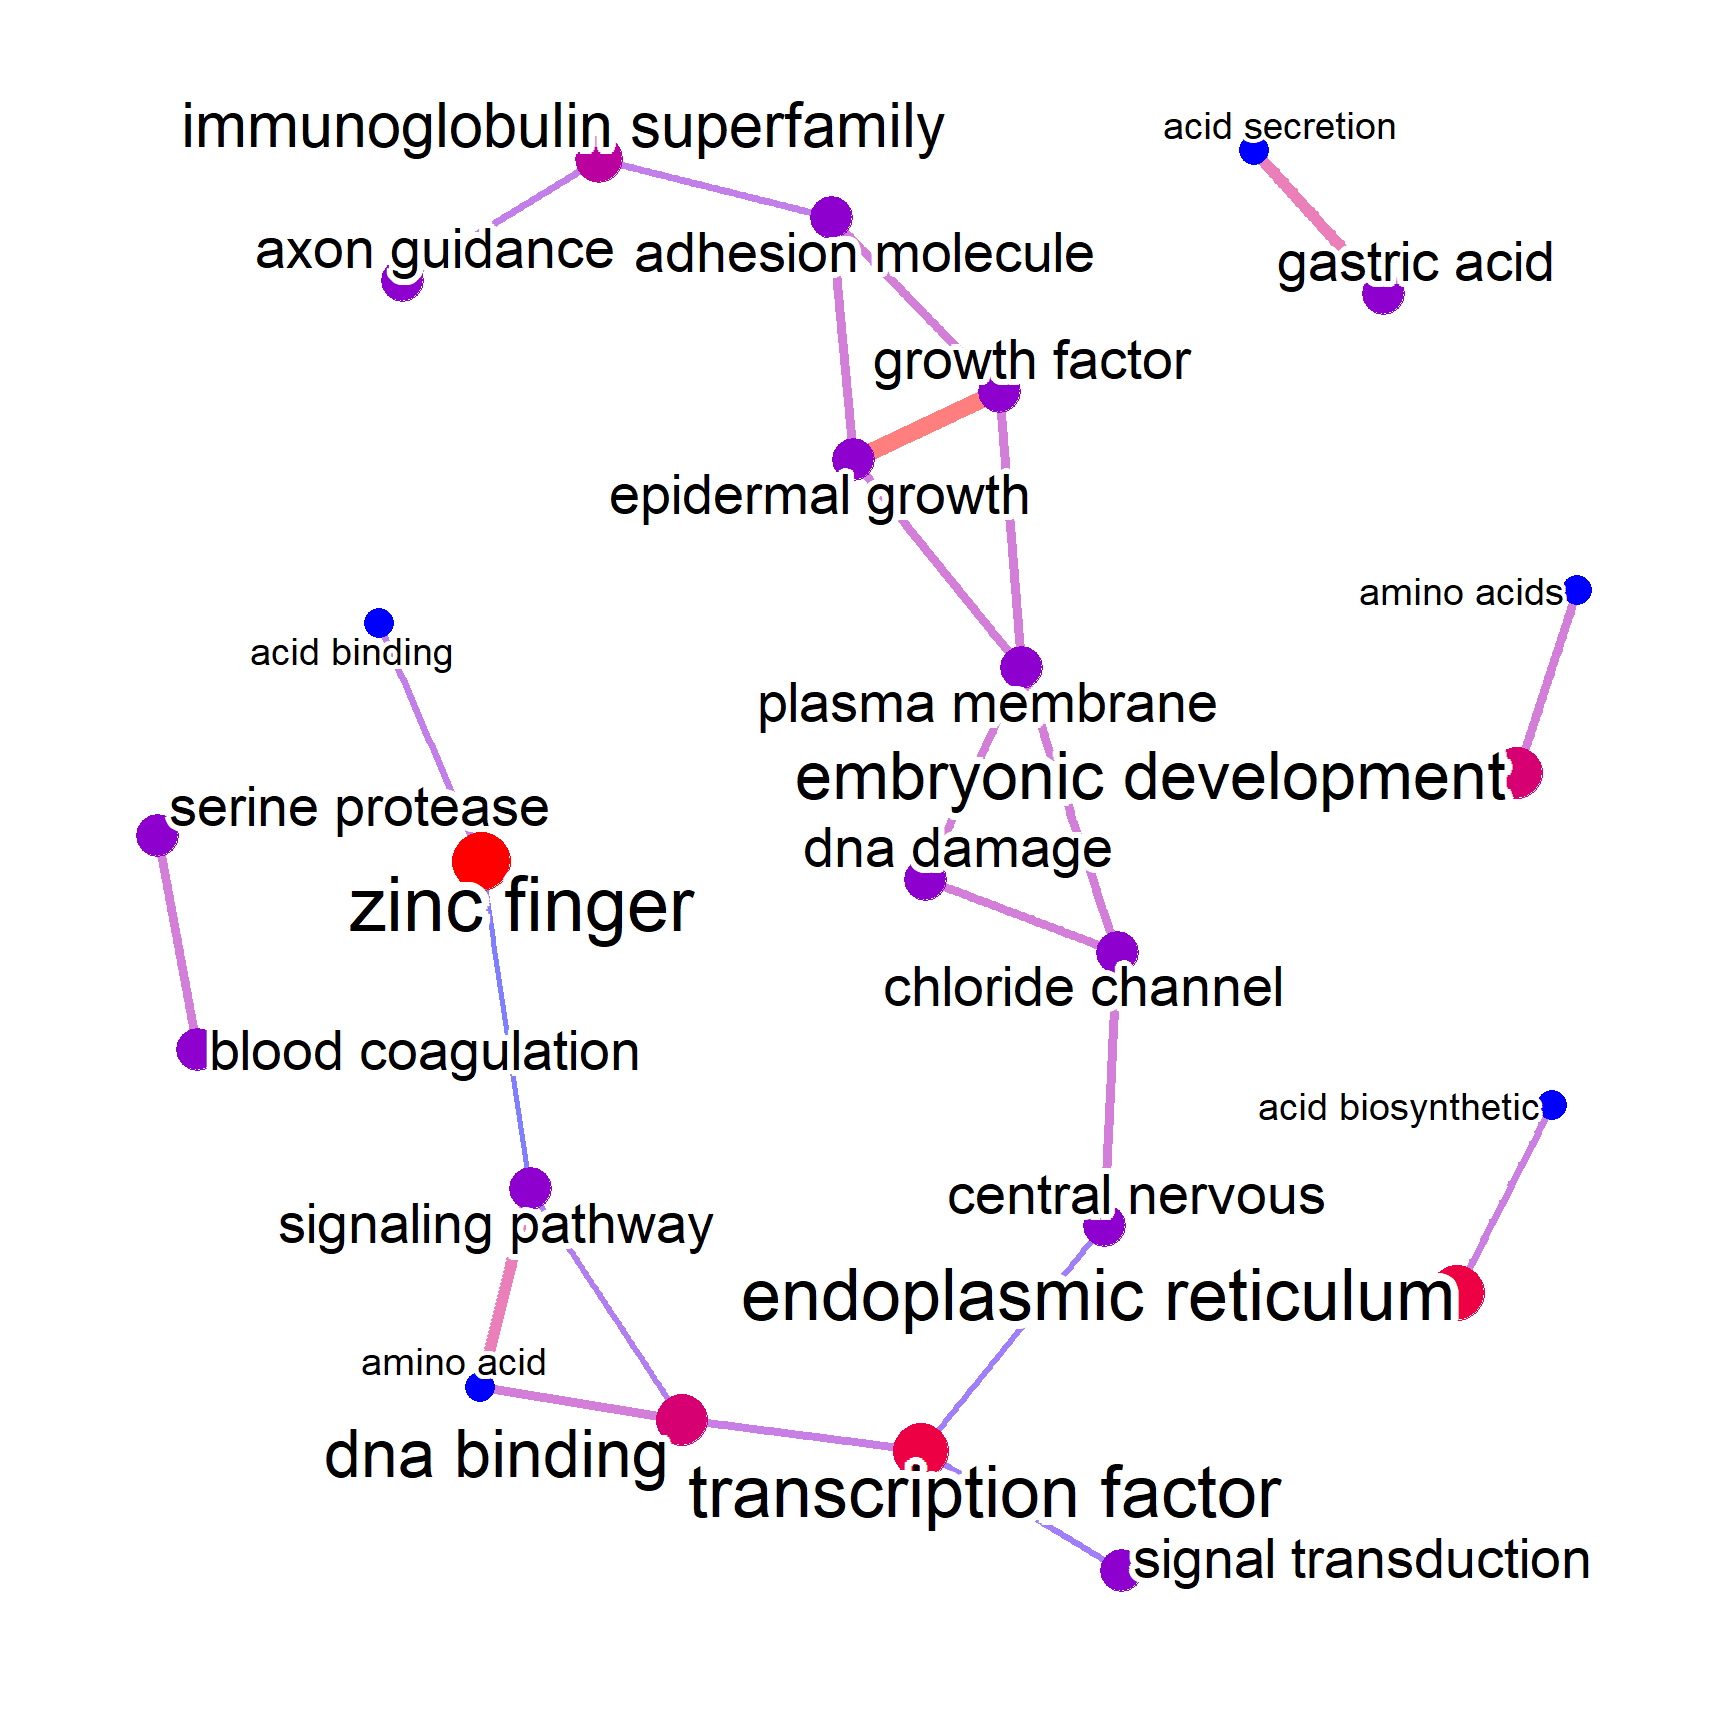 immunoglobulin superfamily
acid secretion
axon guidance
adhesion molecule
gastric acid
growth factor
epidermal growth
amino acids
acid binding
plasma membrane
embryonic development
serine protease
dna damage
zinc finger
chloride channel
blood coagulation
acid biosynthetic
central nervous
signaling pathway
endoplasmic reticulum
amino acid
dna binding
transcription factor
signal transduction